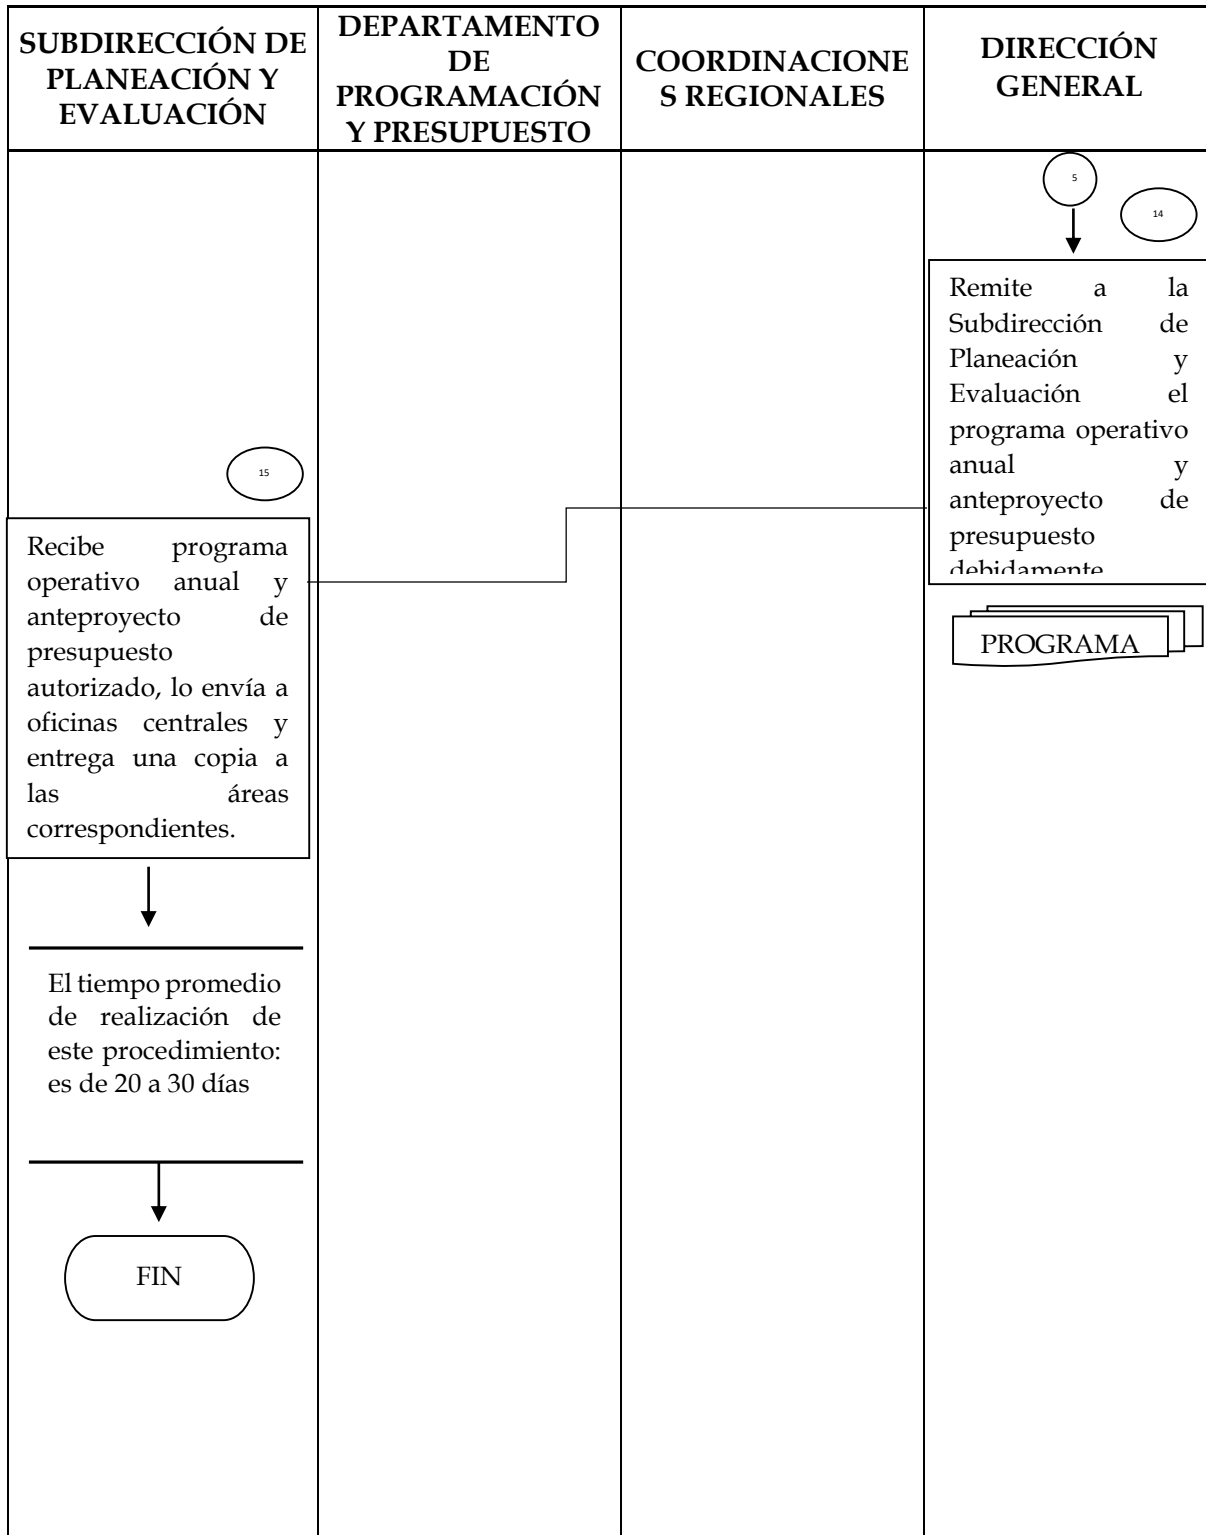 SUBDIRECCIÓN DE
PLANEACIÓN Y
EVALUACIÓN
DEPARTAMENTO
DE
PROGRAMACIÓN
Y PRESUPUESTO
COORDINACIONE
S REGIONALES
DIRECCIÓN
GENERAL
5
14
Remite a la
Subdirección de
Planeación y
Evaluación el
programa operativo
anual y
anteproyecto de
presupuesto
debidamente
PROGRAMA
15
Recibe programa
operativo anual y
anteproyecto de
presupuesto
autorizado, lo envía a
oficinas centrales y
entrega una copia a
las áreas
correspondientes.
El tiempo promedio
de realización de
este procedimiento:
es de 20 a 30 días
FIN